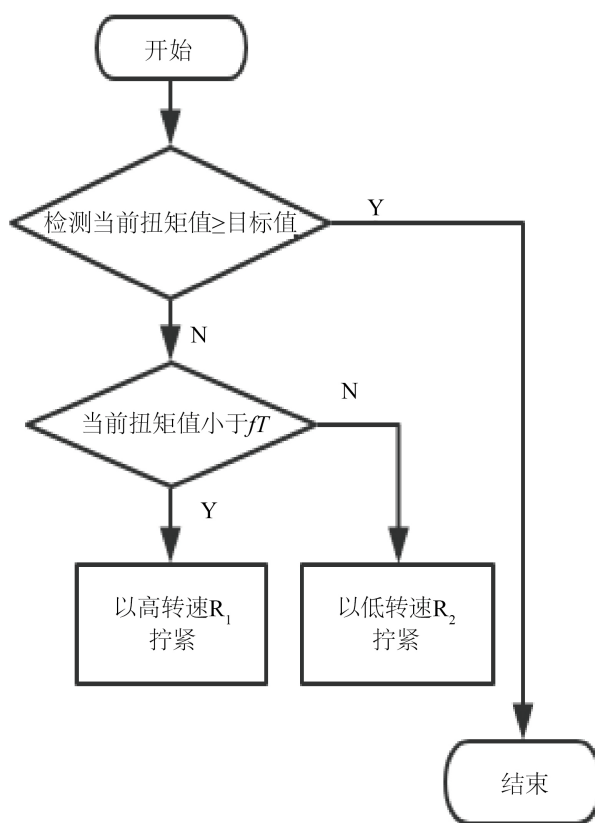 开始
检测当前扭矩值≥目标值
Y
N
当前扭矩值小于fT
N
Y
以高转速R₁
拧紧
以低转速R₂
拧紧
结束